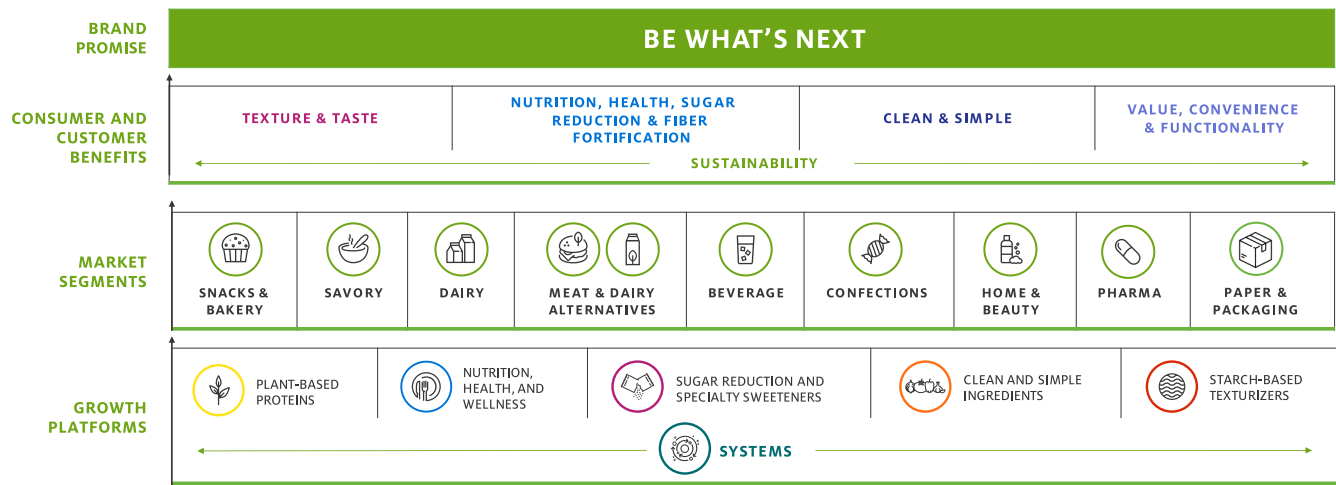 BRAND
PROMISE
BE WHAT'S NEXT
CONSUMER AND
CUSTOMER
BENEFITS
TEXTURE & TASTE
NUTRITION, HEALTH, SUGAR
REDUCTION & FIBER
FORTIFICATION
CLEAN & SIMPLE
VALUE, CONVENIENCE
& FUNCTIONALITY
SUSTAINABILITY
MARKET
SEGMENTS
SNACKS &
BAKERY
SAVORY
DAIRY
MEAT & DAIRY
ALTERNATIVES
BEVERAGE
CONFECTIONS
HOME &
BEAUTY
PHARMA
PAPER &
PACKAGING
GROWTH
PLATFORMS
PLANT-BASED
PROTEINS
NUTRITION,
HEALTH, AND
WELLNESS
SUGAR REDUCTION AND
SPECIALTY SWEETENERS
CLEAN AND SIMPLE
INGREDIENTS
STARCH-BASED
TEXTURIZERS
SYSTEMS